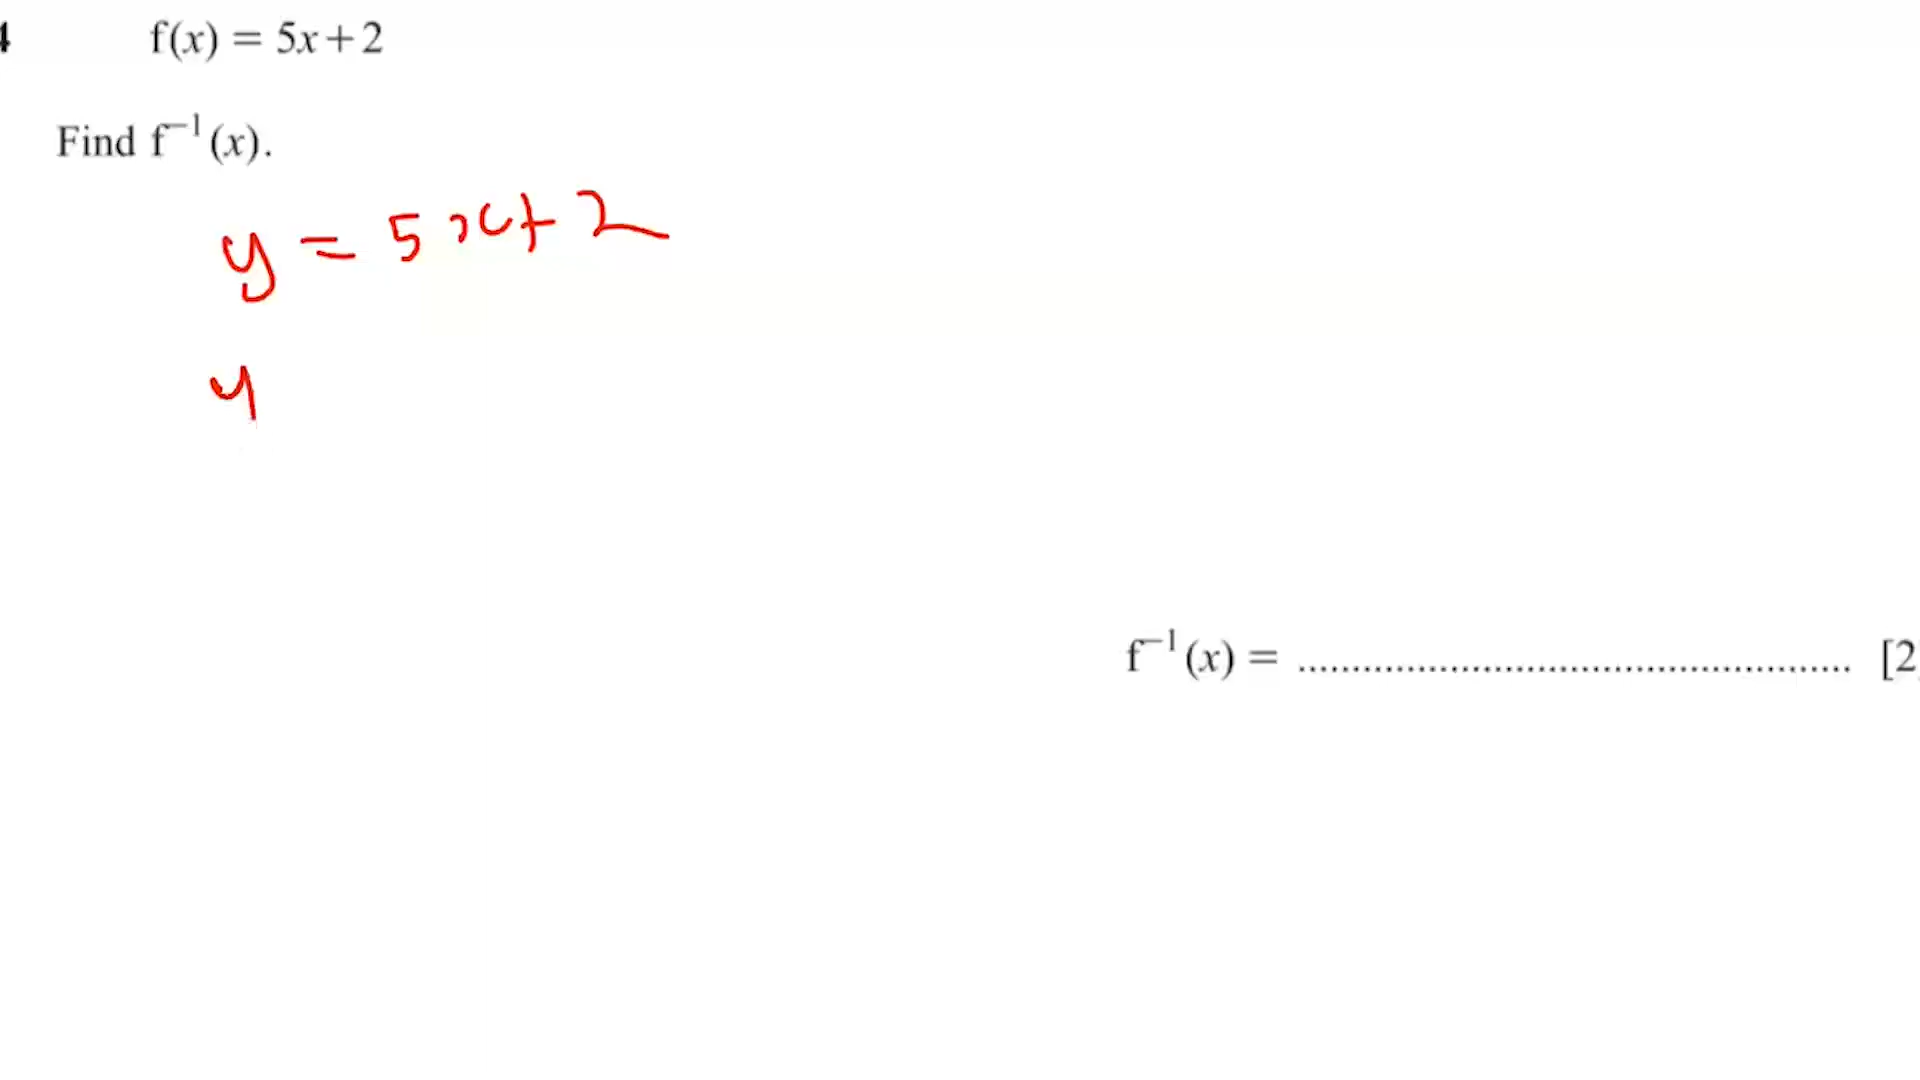 4 f(x) = 5x+2
Find f⁻¹(x).
y = 5x+2
y
f⁻¹(x) = ...................................................... [2